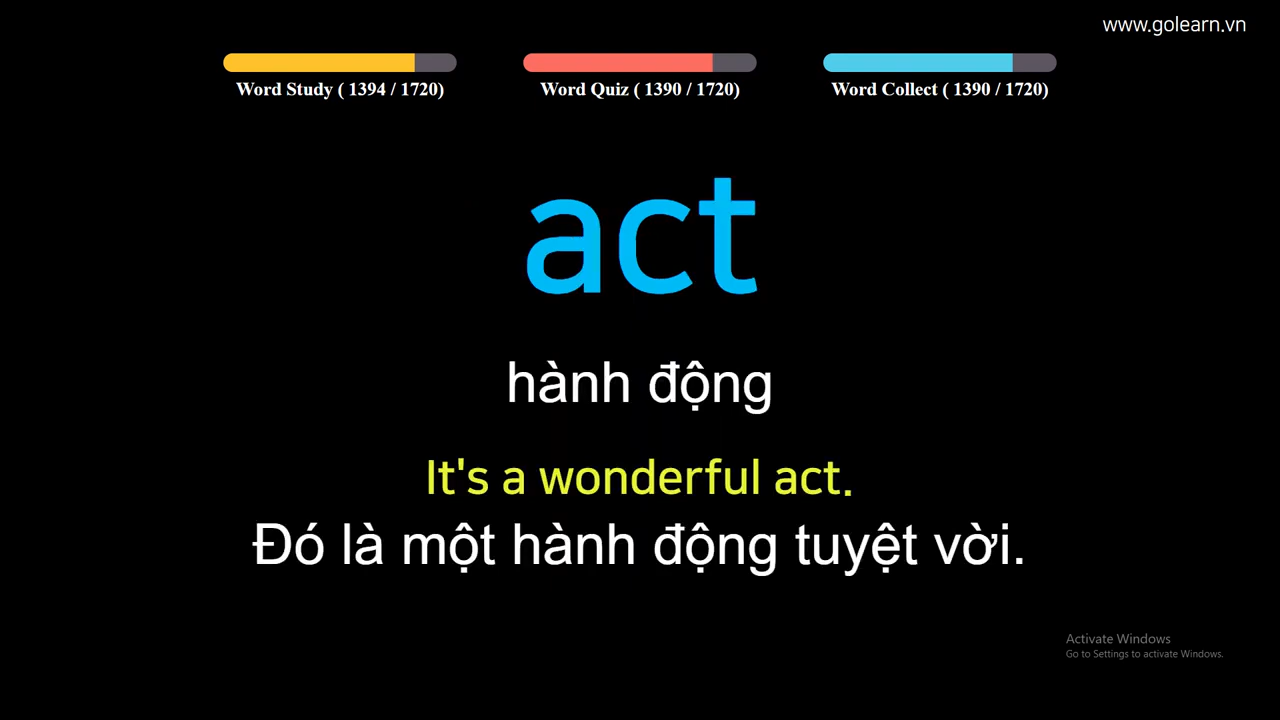 www.golearn.vn
Word Study ( 1394 / 1720)
Word Quiz ( 1390 / 1720)
Word Collect ( 1390 / 1720)
act
hành động
It's a wonderful act.
Đó là một hành động tuyệt vời.
Activate Windows
Go to Settings to activate Windows.